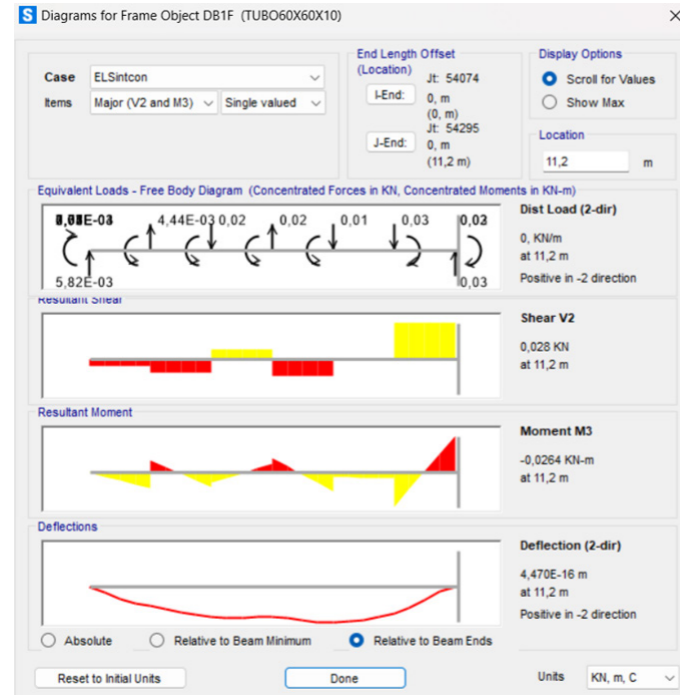 S Diagrams for Frame Object DB1F (TUBO60X60X10)
Case ELSintcon
Items Major (V2 and M3) Single valued
End Length Offset
(Location)
I-End:
Jt: 54074
0, m
(0, m)
J-End:
Jt: 54295
0, m
(11,2 m)
Display Options
Scroll for Values
Show Max
Location
11,2 m
Equivalent Loads - Free Body Diagram (Concentrated Forces in KN, Concentrated Moments in KN-m)
4,44E-03 0,02 0,02 0,01 0,03 0,03
5,82E-03 0,03
Dist Load (2-dir)
0, KN/m
at 11,2 m
Positive in -2 direction
Resultant Shear
Shear V2
0,028 KN
at 11,2 m
Resultant Moment
Moment M3
-0,0264 KN-m
at 11,2 m
Deflections
Deflection (2-dir)
4,470E-16 m
at 11,2 m
Positive in -2 direction
Absolute Relative to Beam Minimum Relative to Beam Ends
Reset to Initial Units Done Units KN, m, C